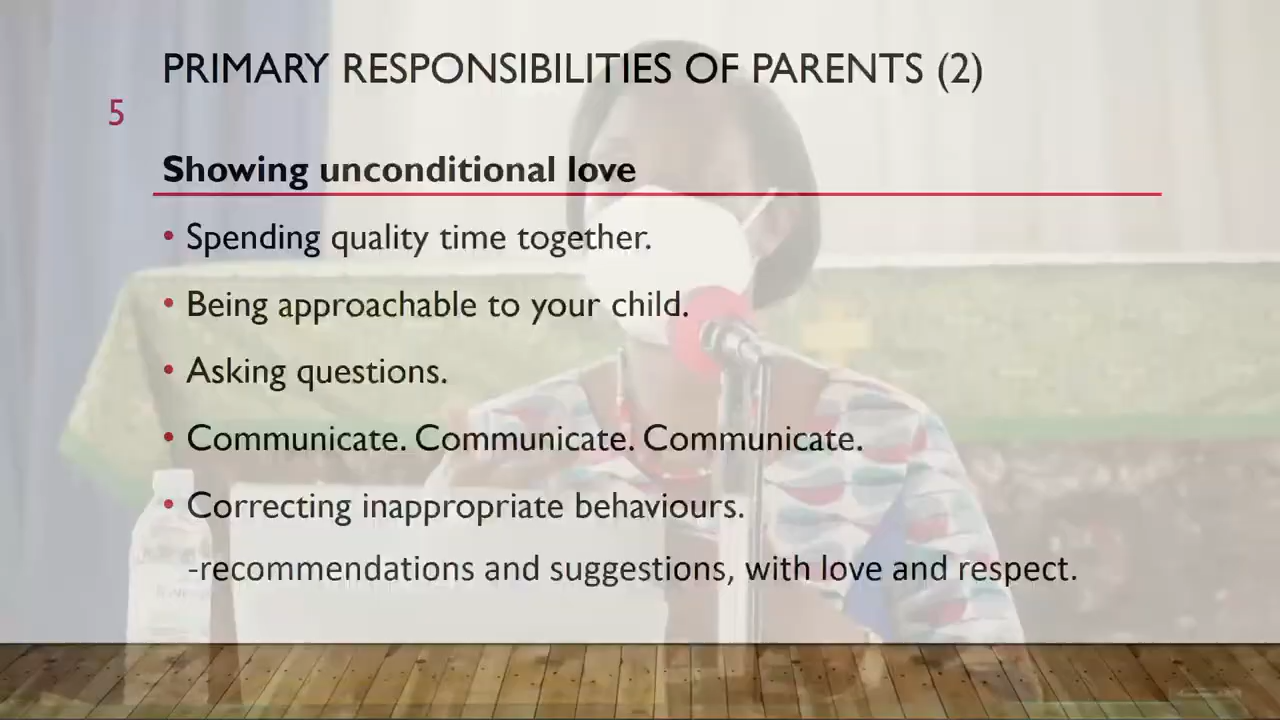 PRIMARY RESPONSIBILITIES OF PARENTS (2)
5
Showing unconditional love
• Spending quality time together.
• Being approachable to your child.
• Asking questions.
• Communicate. Communicate. Communicate.
• Correcting inappropriate behaviours.
-recommendations and suggestions, with love and respect.